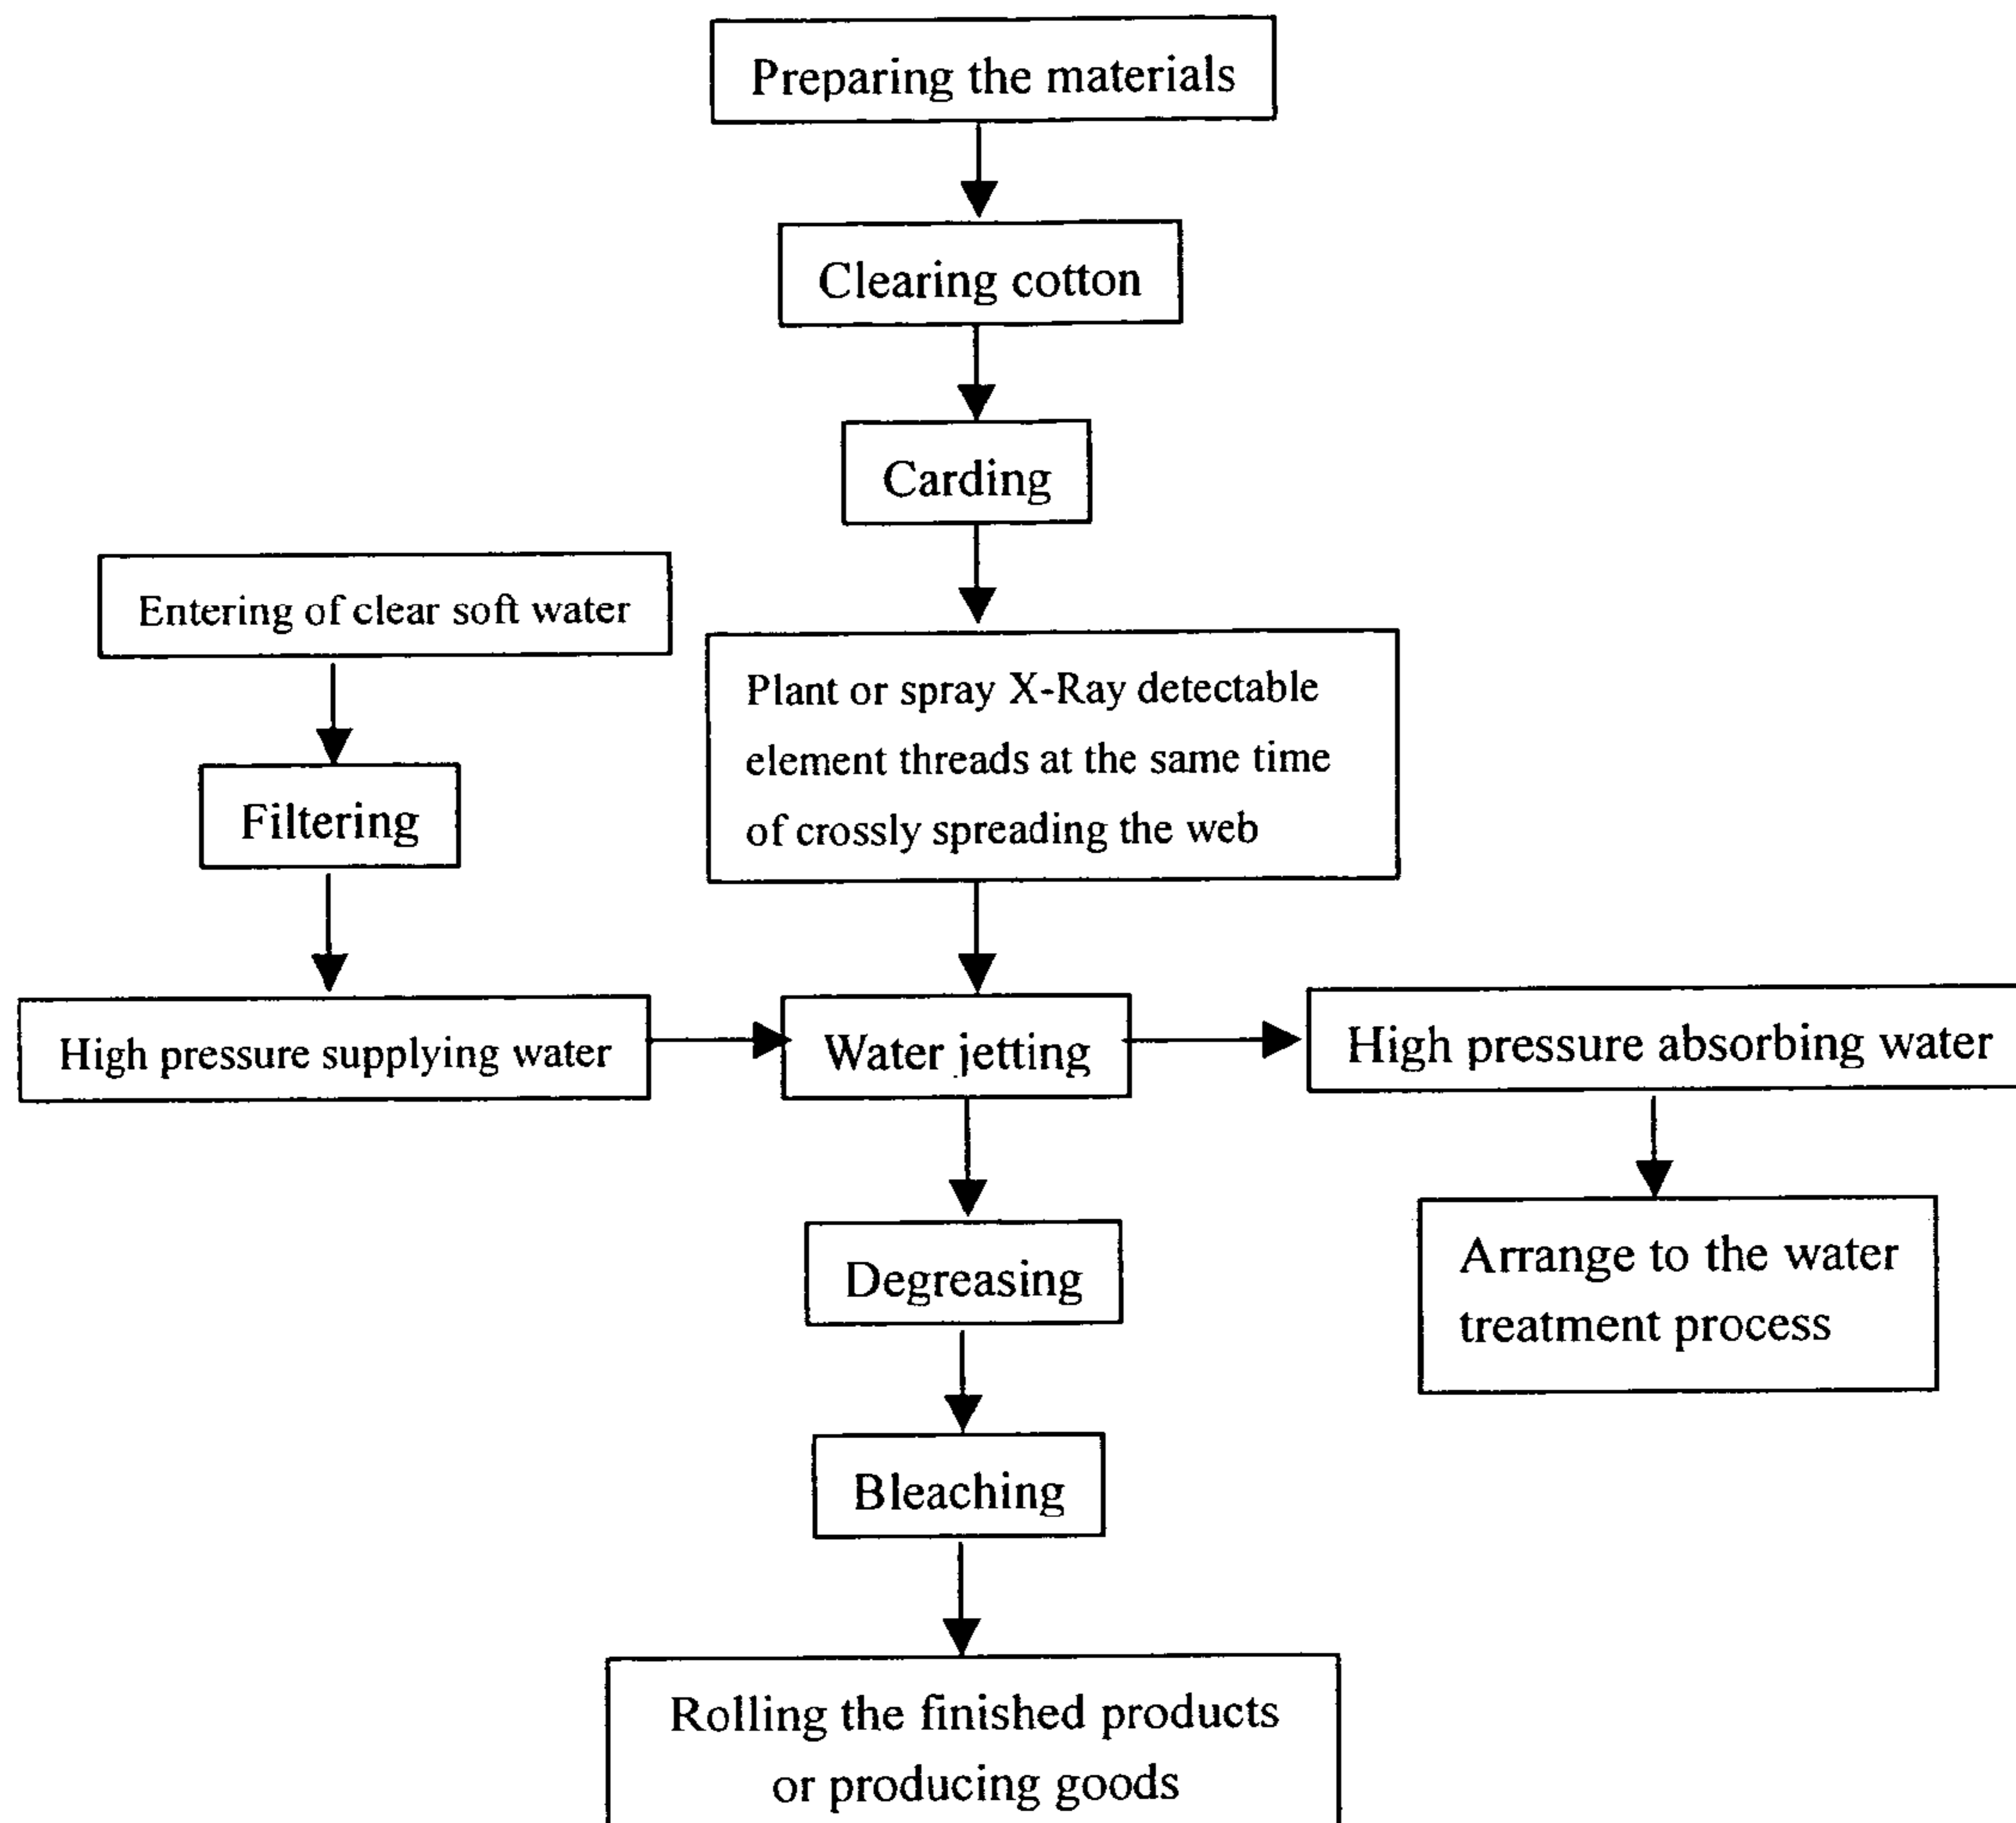 Preparing the materials
Clearing cotton
Carding
Entering of clear soft water
Plant or spray X-Ray detectable
element threads at the same time
of crossly spreading the web
Filtering
High pressure supplying water
Water jetting
High pressure absorbing water
Degreasing
Arrange to the water
treatment process
Bleaching
Rolling the finished products
or producing goods